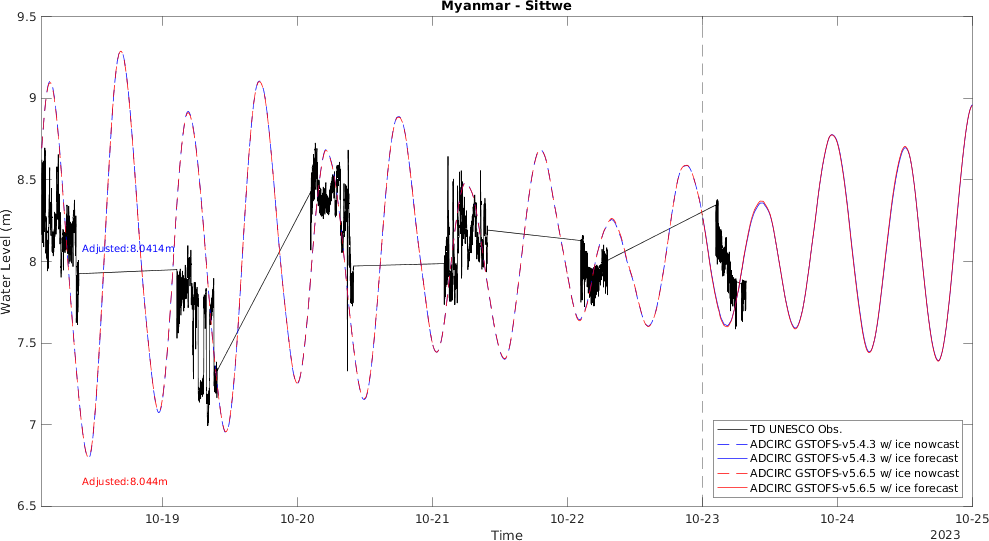 Myanmar - Sittwe
9.5
9
8.5
8
7.5
7
6.5
Water Level (m)
Adjusted:8.0414m
Adjusted:8.044m
TD UNESCO Obs.
ADCIRC GSTOFS-v5.4.3 w/ ice nowcast
ADCIRC GSTOFS-v5.4.3 w/ ice forecast
ADCIRC GSTOFS-v5.6.5 w/ ice nowcast
ADCIRC GSTOFS-v5.6.5 w/ ice forecast
10-19 10-20 10-21 10-22 10-23 10-24 10-25
Time
2023